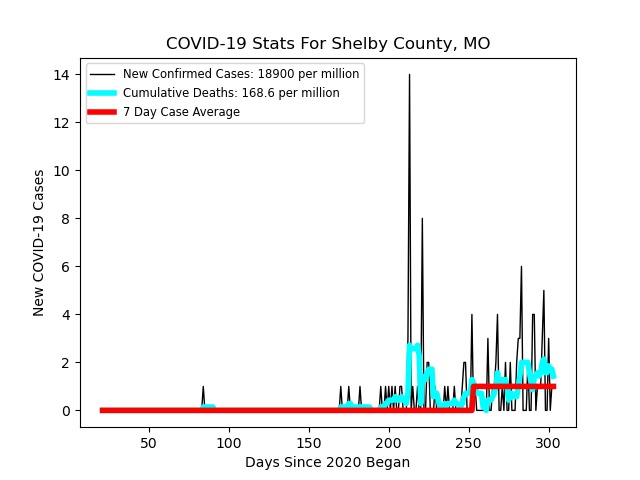 COVID-19 Stats For Shelby County, MO
New Confirmed Cases: 18900 per million
Cumulative Deaths: 168.6 per million
7 Day Case Average
New COVID-19 Cases
14
12
10
8
6
4
2
0
50 100 150 200 250 300
Days Since 2020 Began